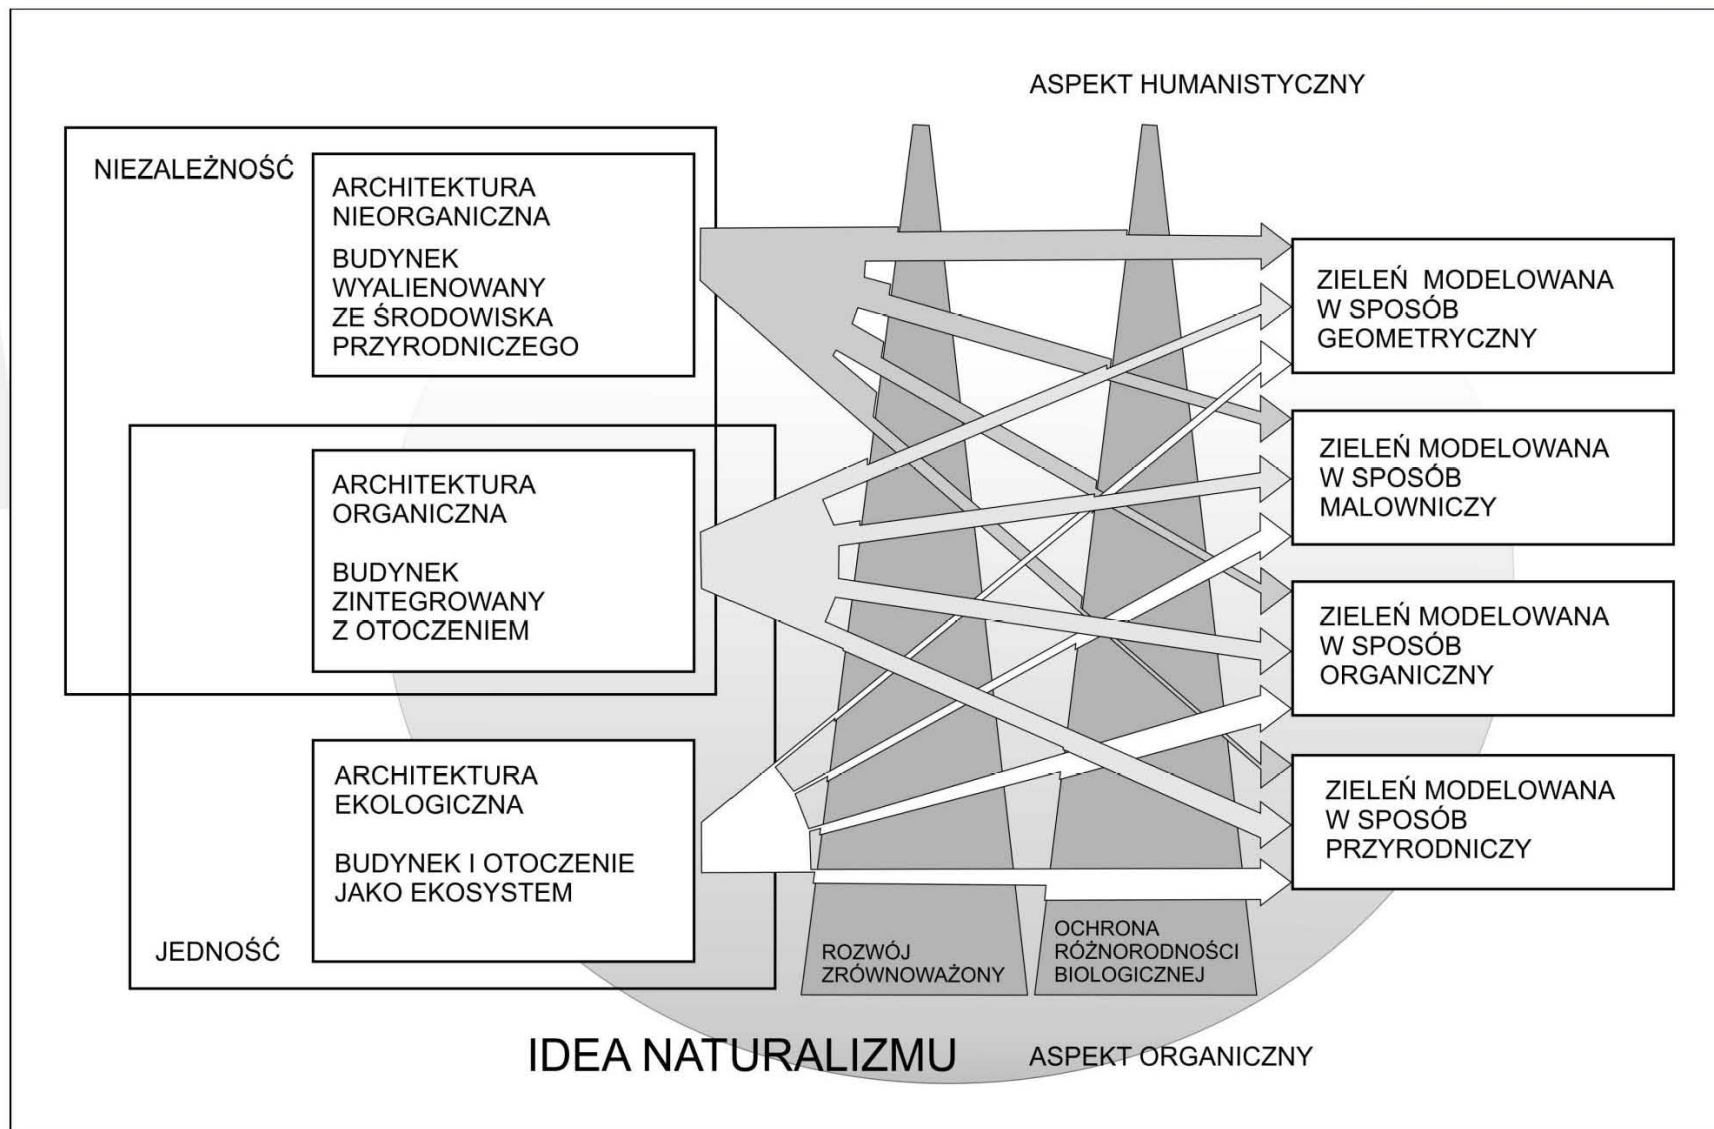 ASPEKT HUMANISTYCZNY
NIEZALEŻNOŚĆ
ARCHITEKTURA
NIEORGANICZNA
BUDYNEK
WYALIENOWANY
ZE ŚRODOWISKA
PRZYRODNICZEGO
ARCHITEKTURA
ORGANICZNA
BUDYNEK
ZINTEGROWANY
Z OTOCZENIEM
ARCHITEKTURA
EKOLOGICZNA
BUDYNEK I OTOCZENIE
JAKO EKOSYSTEM
JEDNOŚĆ
ZIELEŃ MODELOWANA
W SPOSÓB
GEOMETRYCZNY
ZIELEŃ MODELOWANA
W SPOSÓB
MALOWNICZY
ZIELEŃ MODELOWANA
W SPOSÓB
ORGANICZNY
ZIELEŃ MODELOWANA
W SPOSÓB
PRZYRODNICZY
ROZWÓJ
ZRÓWNOWAŻONY
OCHRONA
RÓŻNORODNOŚCI
BIOLOGICZNEJ
IDEA NATURALIZMU
ASPEKT ORGANICZNY